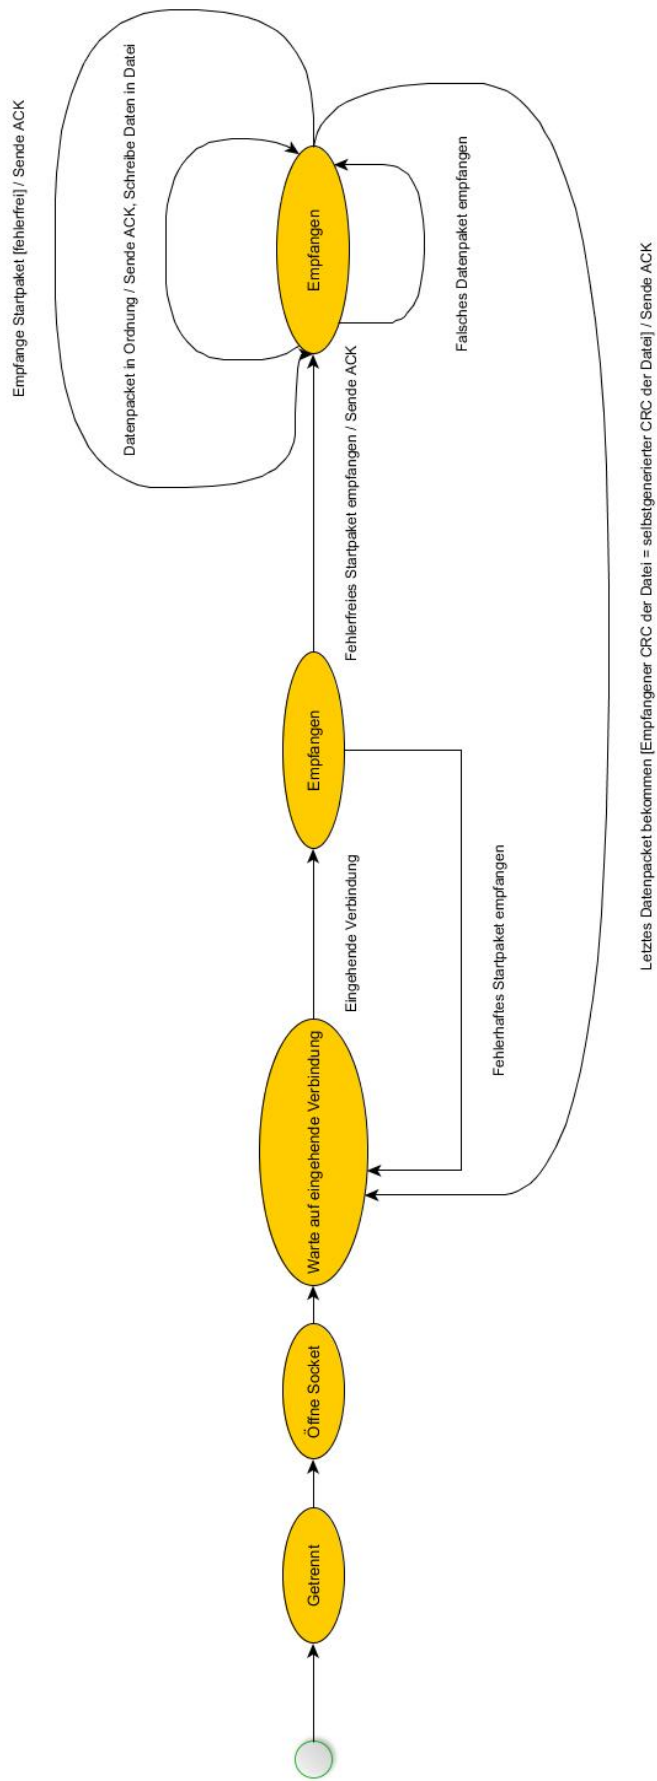 Getrennt
Öffne Socket
Warte auf eingehende Verbindung
Eingehende Verbindung
Empfangen
Fehlerhaftes Startpaket empfangen
Fehlerfreies Startpaket empfangen / Sende ACK
Empfangen
Empfange Startpaket [fehlerfrei] / Sende ACK
Datenpacket in Ordnung / Sende ACK, Schreibe Daten in Datei
Falsches Datenpaket empfangen
Letztes Datenpacket bekommen [Empfangener CRC der Datei = selbstgenerierter CRC der Datei] / Sende ACK